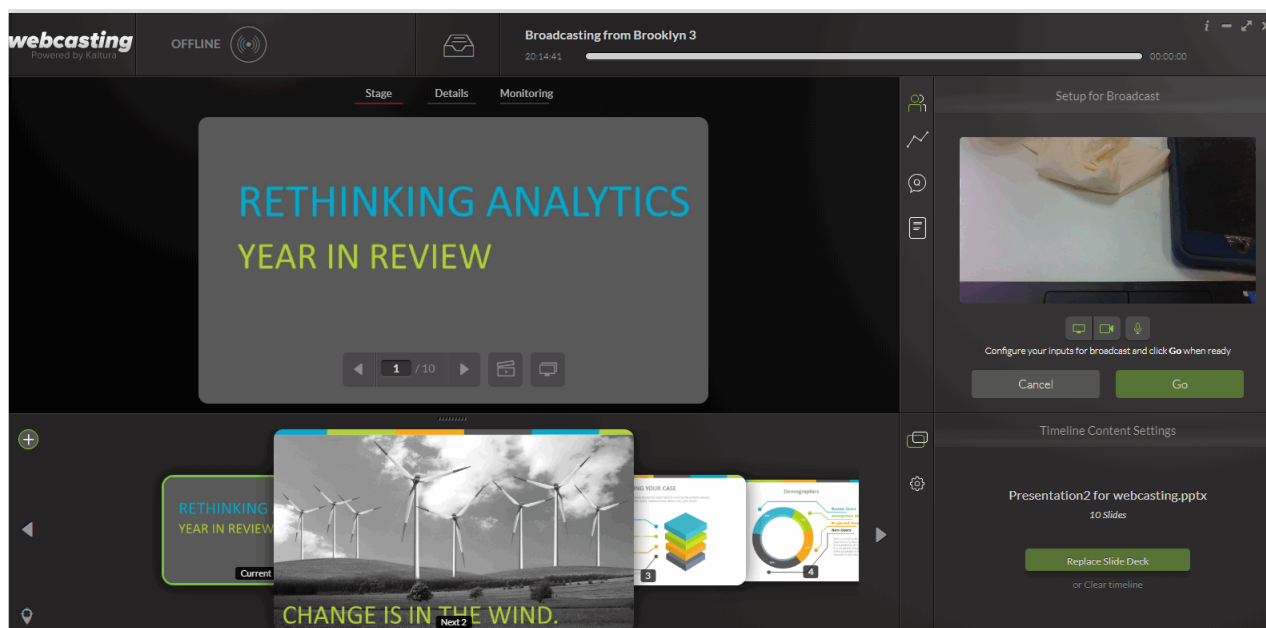 webcasting
Powered by Kaltura
OFFLINE
Broadcasting from Brooklyn 3
20:14:41
00:00:00
Stage
Details
Monitoring
RETHINKING ANALYTICS
YEAR IN REVIEW
1 / 10
Setup for Broadcast
Configure your inputs for broadcast and click Go when ready
Cancel
Go
RETHINKING
YEAR IN REVIEW
Current
CHANGE IS IN THE WIND.
Next 2
NG YOUR CASE
3
Demographics
4
Timeline Content Settings
Presentation2 for webcasting.pptx
10 Slides
Replace Slide Deck
or Clear timeline